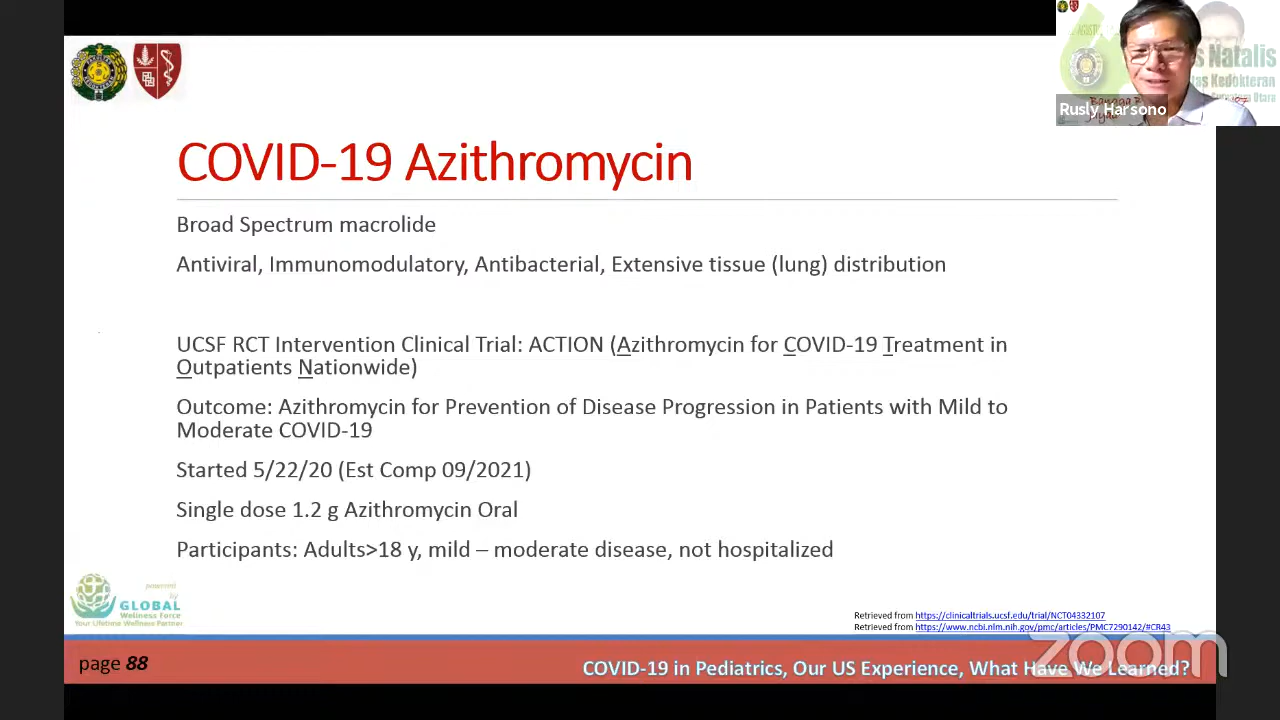 COVID-19 Azithromycin
Broad Spectrum macrolide
Antiviral, Immunomodulatory, Antibacterial, Extensive tissue (lung) distribution
UCSF RCT Intervention Clinical Trial: ACTION (Azithromycin for COVID-19 Treatment in
Outpatients Nationwide)
Outcome: Azithromycin for Prevention of Disease Progression in Patients with Mild to
Moderate COVID-19
Started 5/22/20 (Est Comp 09/2021)
Single dose 1.2 g Azithromycin Oral
Participants: Adults>18 y, mild – moderate disease, not hospitalized
Retrieved from https://clinicaltrials.ucsf.edu/trial/NCT04332107
Retrieved from https://www.ncbi.nlm.nih.gov/pmc/articles/PMC7290142/#CR43
powered
by
GLOBAL
Wellness Force
Your Lifetime Wellness Partner
page 88
COVID-19 in Pediatrics, Our US Experience, What Have We Learned?
zoom
Natalis
Rusly Harsono